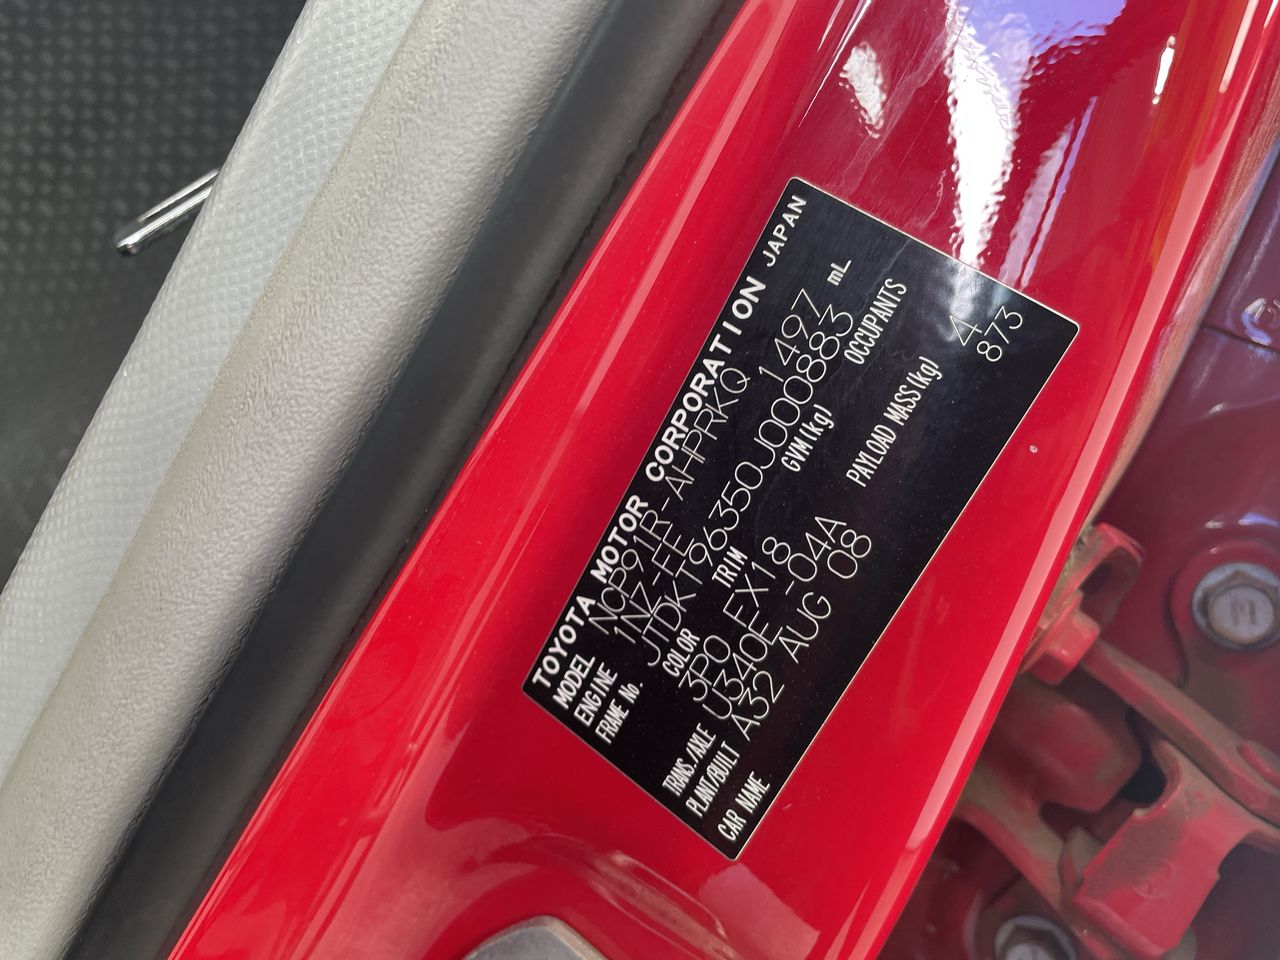 TOYOTA MOTOR CORPORATION JAPAN
MODEL NCP91R-AHPRKQ
ENGINE 1NZ-FE 1497 mL
FRAME No. JTDKT96350J000883
COLOR TRIM GVM(kg) OCCUPANTS
3P0 FX18 4
TRANS/AXLE U340E -04A PAYLOAD MASS(kg) 873
PLANT/BUILT A32 AUG 08
CAR NAME